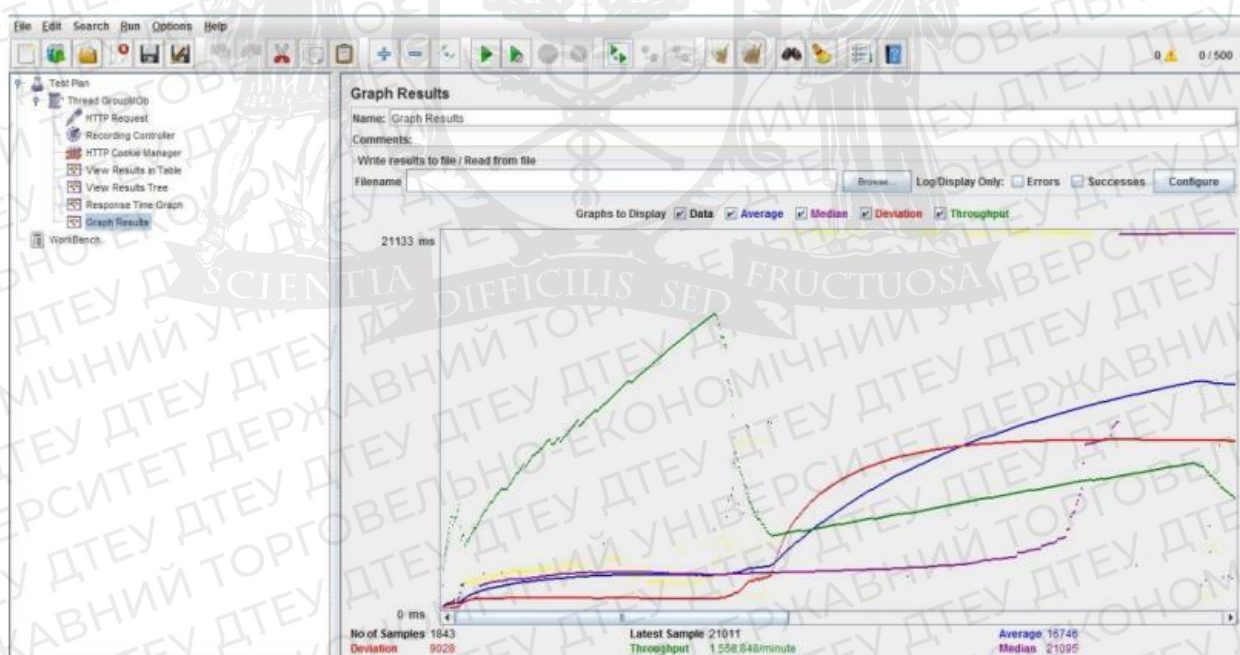 File Edit Search Run Options Help
0 0 / 500
Test Plan
Thread GroupMOb
HTTP Request
Recording Controller
HTTP Cookie Manager
View Results in Table
View Results Tree
Response Time Graph
Graph Results
WorkBench
Graph Results
Name: Graph Results
Comments:
Write results to file / Read from file
Filename Browse... Log/Display Only: Errors Successes Configure
Graphs to Display Data Average Median Deviation Throughput
21133 ms
SCIENTIA DIFFICILIS SED FRUCTUOSA
0 ms
No of Samples 1843 Latest Sample 21011 Average 16746
Deviation 9028 Throughput 1,558.848/minute Median 21095